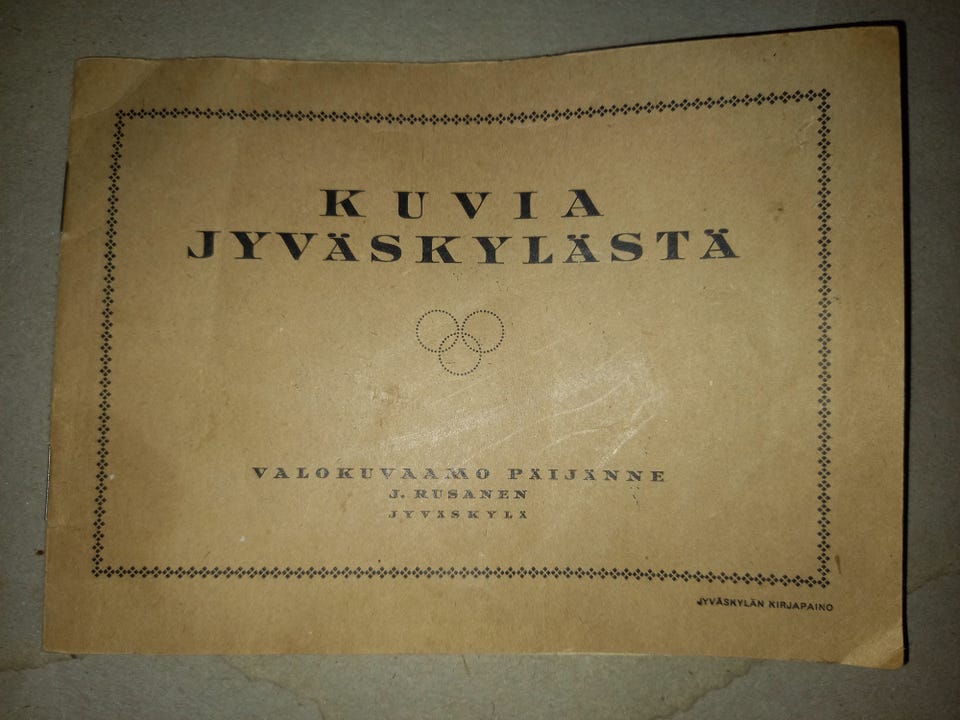 KUVIA
JYVÄSKYLÄSTÄ
VALOKUVAAMO PÄIJÄNNE
J. RUSANEN
JYVÄSKYLÄ
JYVÄSKYLÄN KIRJAPAINO